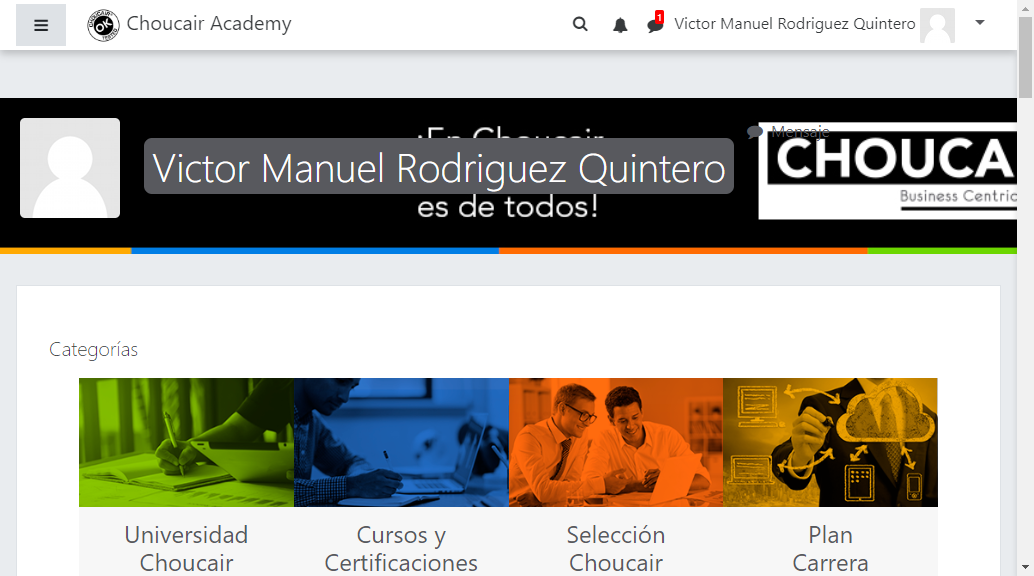 Choucair Academy
1
Victor Manuel Rodriguez Quintero
¡En Choucair
Mensaje
Victor Manuel Rodriguez Quintero
CHOUCA
Business Centric
es de todos!
Categorías
Universidad
Choucair
Cursos y
Certificaciones
Selección
Choucair
Plan
Carrera